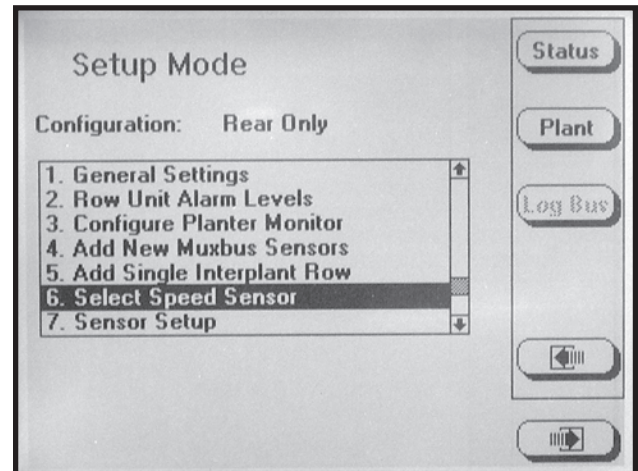 Setup Mode
Configuration: Rear Only
1. General Settings
2. Row Unit Alarm Levels
3. Configure Planter Monitor
4. Add New Muxbus Sensors
5. Add Single Interplant Row
6. Select Speed Sensor
7. Sensor Setup
Status
Plant
Log Bus